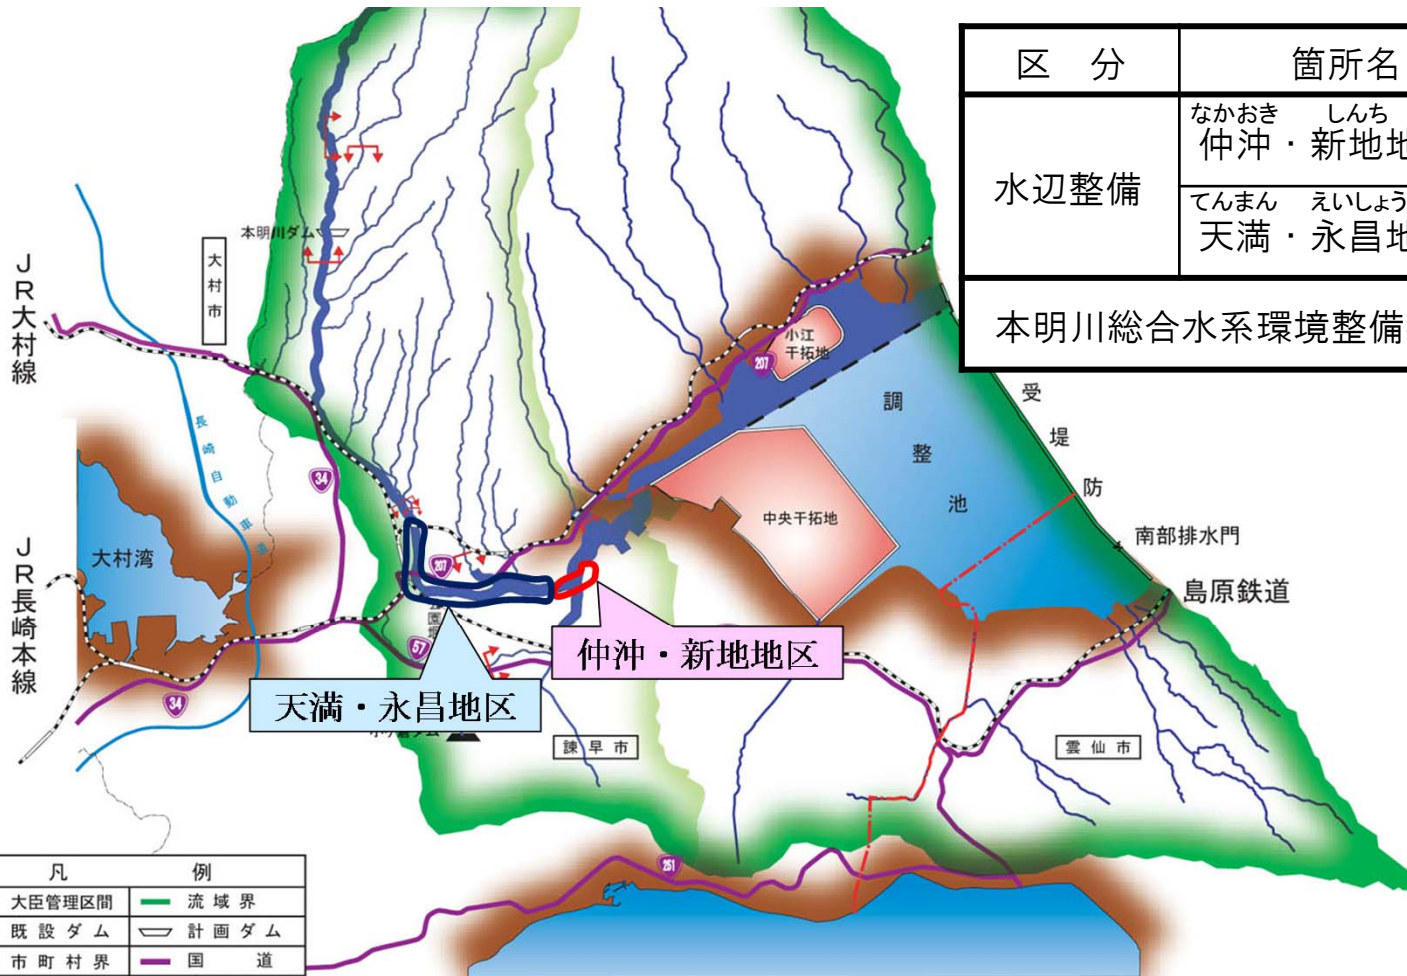 区　分
箇所名
なかおき　しんち
仲沖・新地地
水辺整備
てんまん　えいしょう
天満・永昌地
本明川総合水系環境整備
本明川ダム
大村市
JR大村線
長崎自動車道
34
小江
干拓地
207
調整池
受堤防
中央干拓地
南部排水門
島原鉄道
大村湾
JR長崎本線
207
57
34
仲沖・新地地区
天満・永昌地区
諫早市
雲仙市
251
凡　例
大臣管理区間
流域界
既設ダム
計画ダム
市町村界
国　道